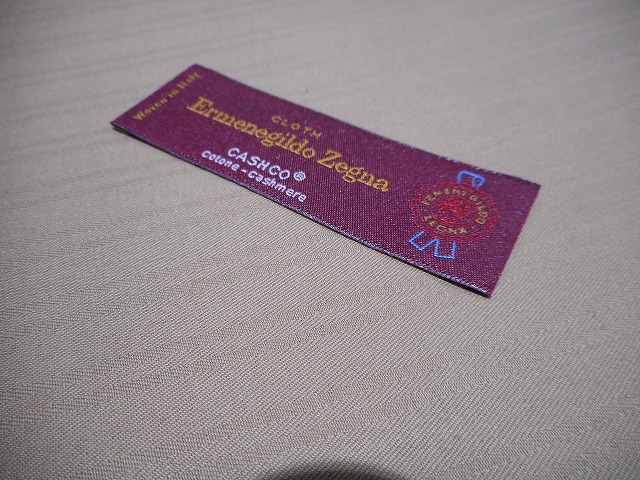 Woven in Italy
CLOTH
Ermenegildo Zegna
CASHCO®
cotone - cashmere
ERMENEGILDO
ZEGNA